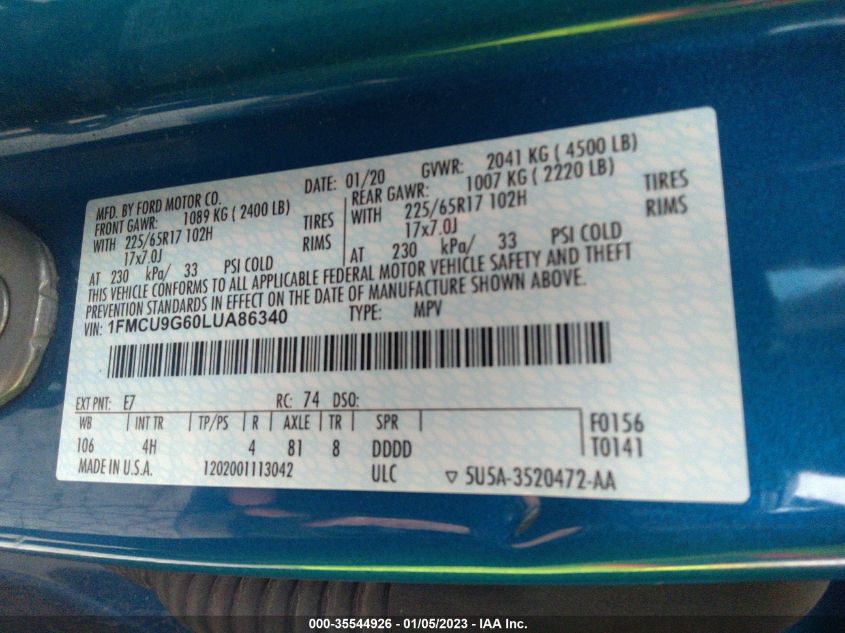 MFD. BY FORD MOTOR CO.
DATE: 01/20 GVWR: 2041 KG ( 4500 LB)
FRONT GAWR: 1089 KG ( 2400 LB)
WITH 225/65R17 102H TIRES
17x7.0J RIMS
AT 230 kPa/ 33 PSI COLD
REAR GAWR: 1007 KG ( 2220 LB)
WITH 225/65R17 102H TIRES
17x7.0J RIMS
AT 230 kPa/ 33 PSI COLD
THIS VEHICLE CONFORMS TO ALL APPLICABLE FEDERAL MOTOR VEHICLE SAFETY AND THEFT
PREVENTION STANDARDS IN EFFECT ON THE DATE OF MANUFACTURE SHOWN ABOVE.
VIN: 1FMCU9G60LUA86340 TYPE: MPV
EXT PNT: E7 RC: 74 DSO:
WB INT TR TP/PS R AXLE TR SPR F0156
106 4H 4 81 8 DDDD T0141
MADE IN U.S.A. 1202001113042 ULC ▽ 5U5A-3520472-AA
000-35544926 - 01/05/2023 - IAA Inc.